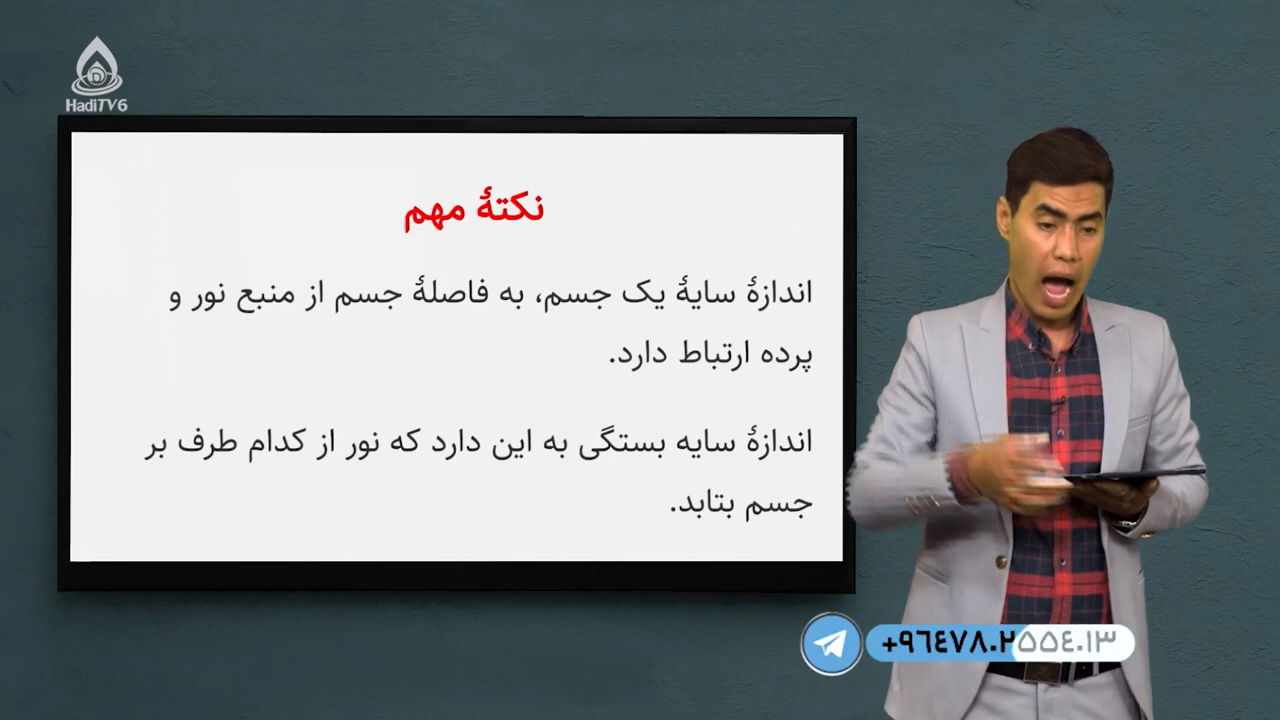 HadiTV6
نکتهٔ مهم
اندازهٔ سایهٔ یک جسم، به فاصلهٔ جسم از منبع نور و
پرده ارتباط دارد.
اندازهٔ سایه بستگی به این دارد که نور از کدام طرف بر
جسم بتابد.
+٩٦٤٧٨٠٢٥٥٤٠١٣